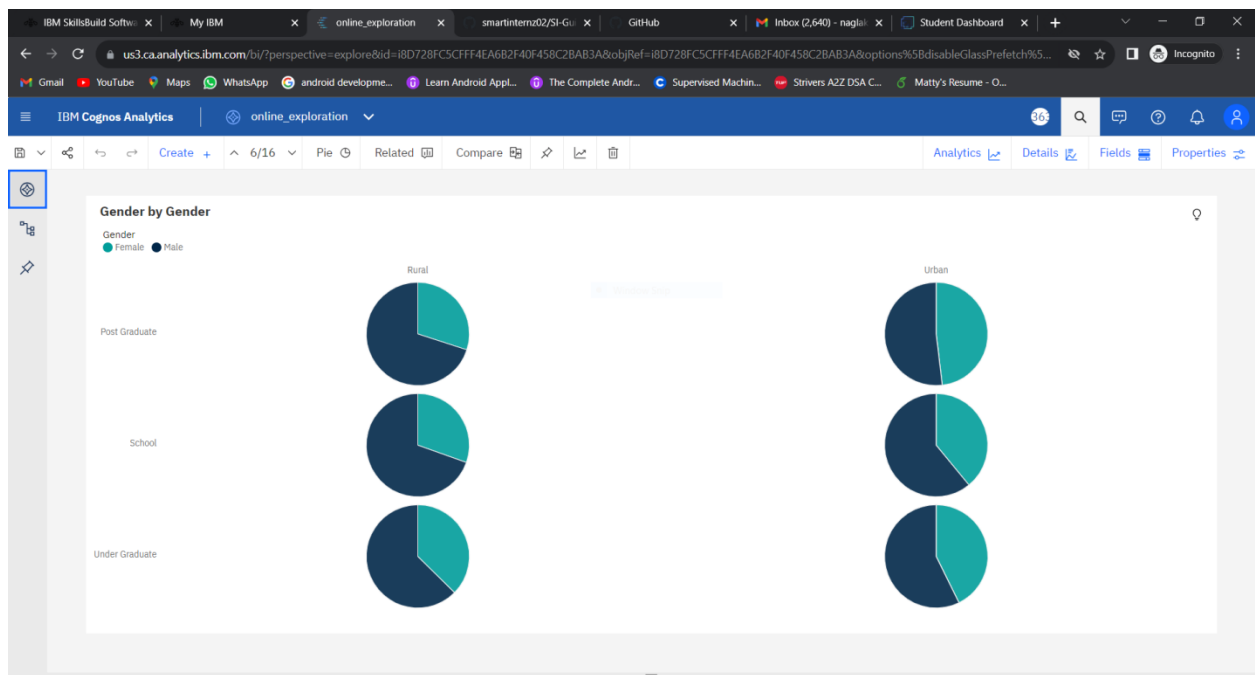 IBM SkillsBuild Softwa
My IBM
online_exploration
smartinternz02/SI-Gui
GitHub
Inbox (2,640) - naglak
Student Dashboard
us3.ca.analytics.ibm.com/bi/?perspective=explore&id=i8D728FC5CFFF4EA6B2F40F458C2BAB3A&objRef=i8D728FC5CFFF4EA6B2F40F458C2BAB3A&options%5BdisableGlassPrefetch%5...
Incognito
Gmail YouTube Maps WhatsApp android developme... Learn Android Appl... The Complete Andr... Supervised Machin... Strivers A2Z DSA C... Matty's Resume - O...
IBM Cognos Analytics online_exploration 363
Create + 6/16 Pie Related Compare Analytics Details Fields Properties
Gender by Gender
Gender
Female Male
Rural Urban
Post Graduate
School
Under Graduate